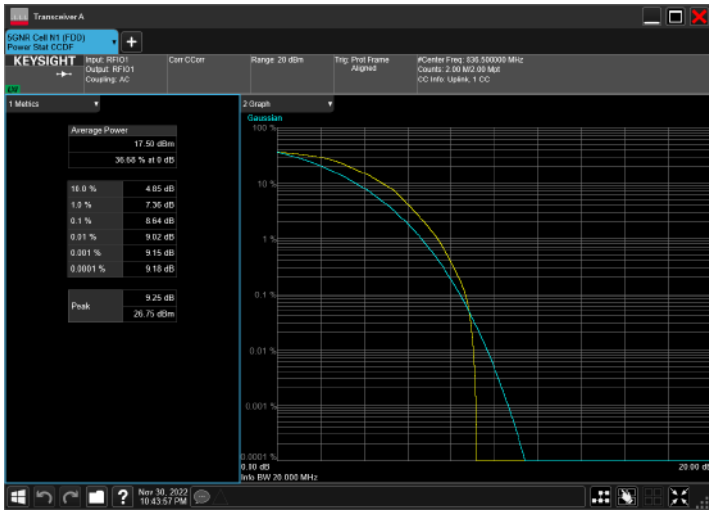 Transceiver A
5GNR Cell N1 (FDD)
Power Stat CCDF
KEYSIGHT
Input: RFIO1
Output: RFIO1
Coupling: AC
Corr CCorr
Range: 20 dBm
Trig: Prot Frame
Aligned
#Center Freq: 836.500000 MHz
Counts: 2.00 M/2.00 Mpt
CC Info: Uplink, 1 CC
1 Metrics
Average Power
17.50 dBm
36.68 % at 0 dB
10.0 % 4.85 dB
1.0 % 7.36 dB
0.1 % 8.64 dB
0.01 % 9.02 dB
0.001 % 9.15 dB
0.0001 % 9.18 dB
Peak
9.25 dB
26.75 dBm
2 Graph
Gaussian
100 %
10 %
1 %
0.1 %
0.01 %
0.001 %
0.0001 %
0.00 dB
20.00 dB
Info BW 20.000 MHz
?
Nov 30, 2022
10:43:57 PM